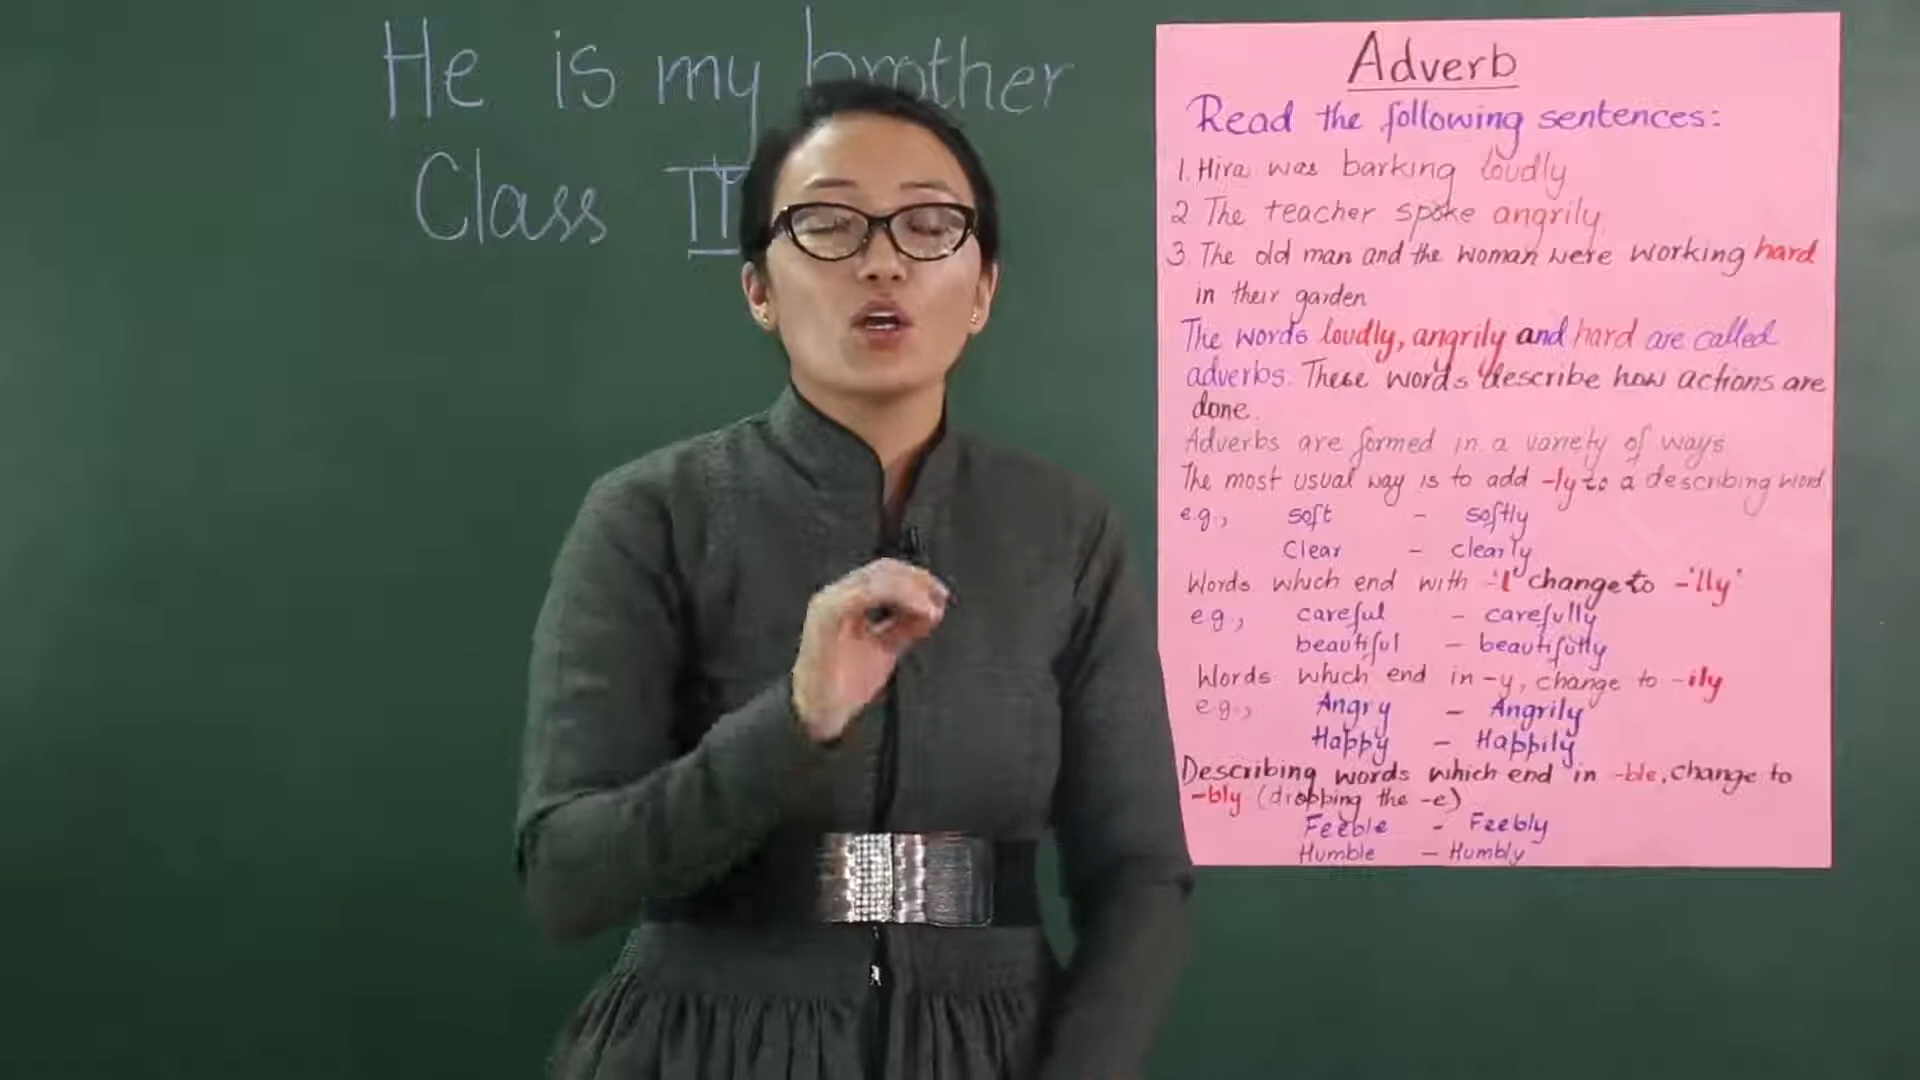 He is my brother
Class II
Adverb
Read the following sentences:
1. Hira was barking loudly
2 The teacher spoke angrily.
3. The old man and the woman were working hard
in their garden
The words loudly, angrily and hard are called
adverbs. These words describe how actions are
done.
Adverbs are formed in a variety of ways
The most usual way is to add -ly to a describing word
e.g., soft - softly
Clear - clearly
Words which end with -'l' change to -'lly'
e.g., careful - carefully
beautiful - beautifully
Words which end in -y, change to -ily
e.g., Angry - Angrily
Happy - Happily
Describing words which end in -ble, change to
-bly (dropping the -e)
Feeble - Feebly
Humble - Humbly